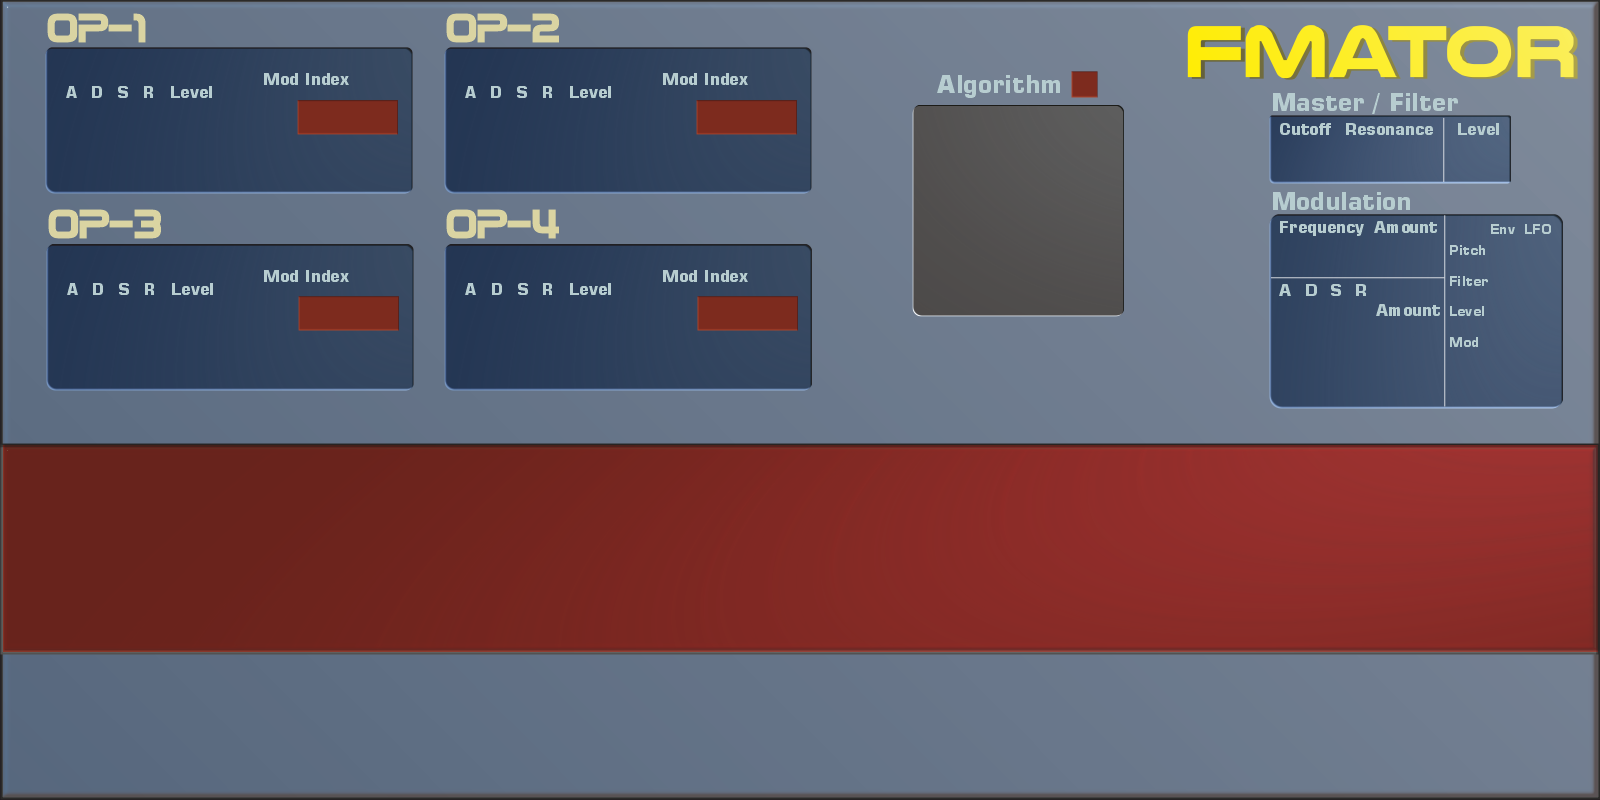 OP-1
A D S R Level
Mod Index
OP-2
A D S R Level
Mod Index
OP-3
A D S R Level
Mod Index
OP-4
A D S R Level
Mod Index
Algorithm
FMATOR
Master / Filter
Cutoff Resonance Level
Modulation
Frequency Amount
A D S R
Amount
Env LFO
Pitch
Filter
Level
Mod